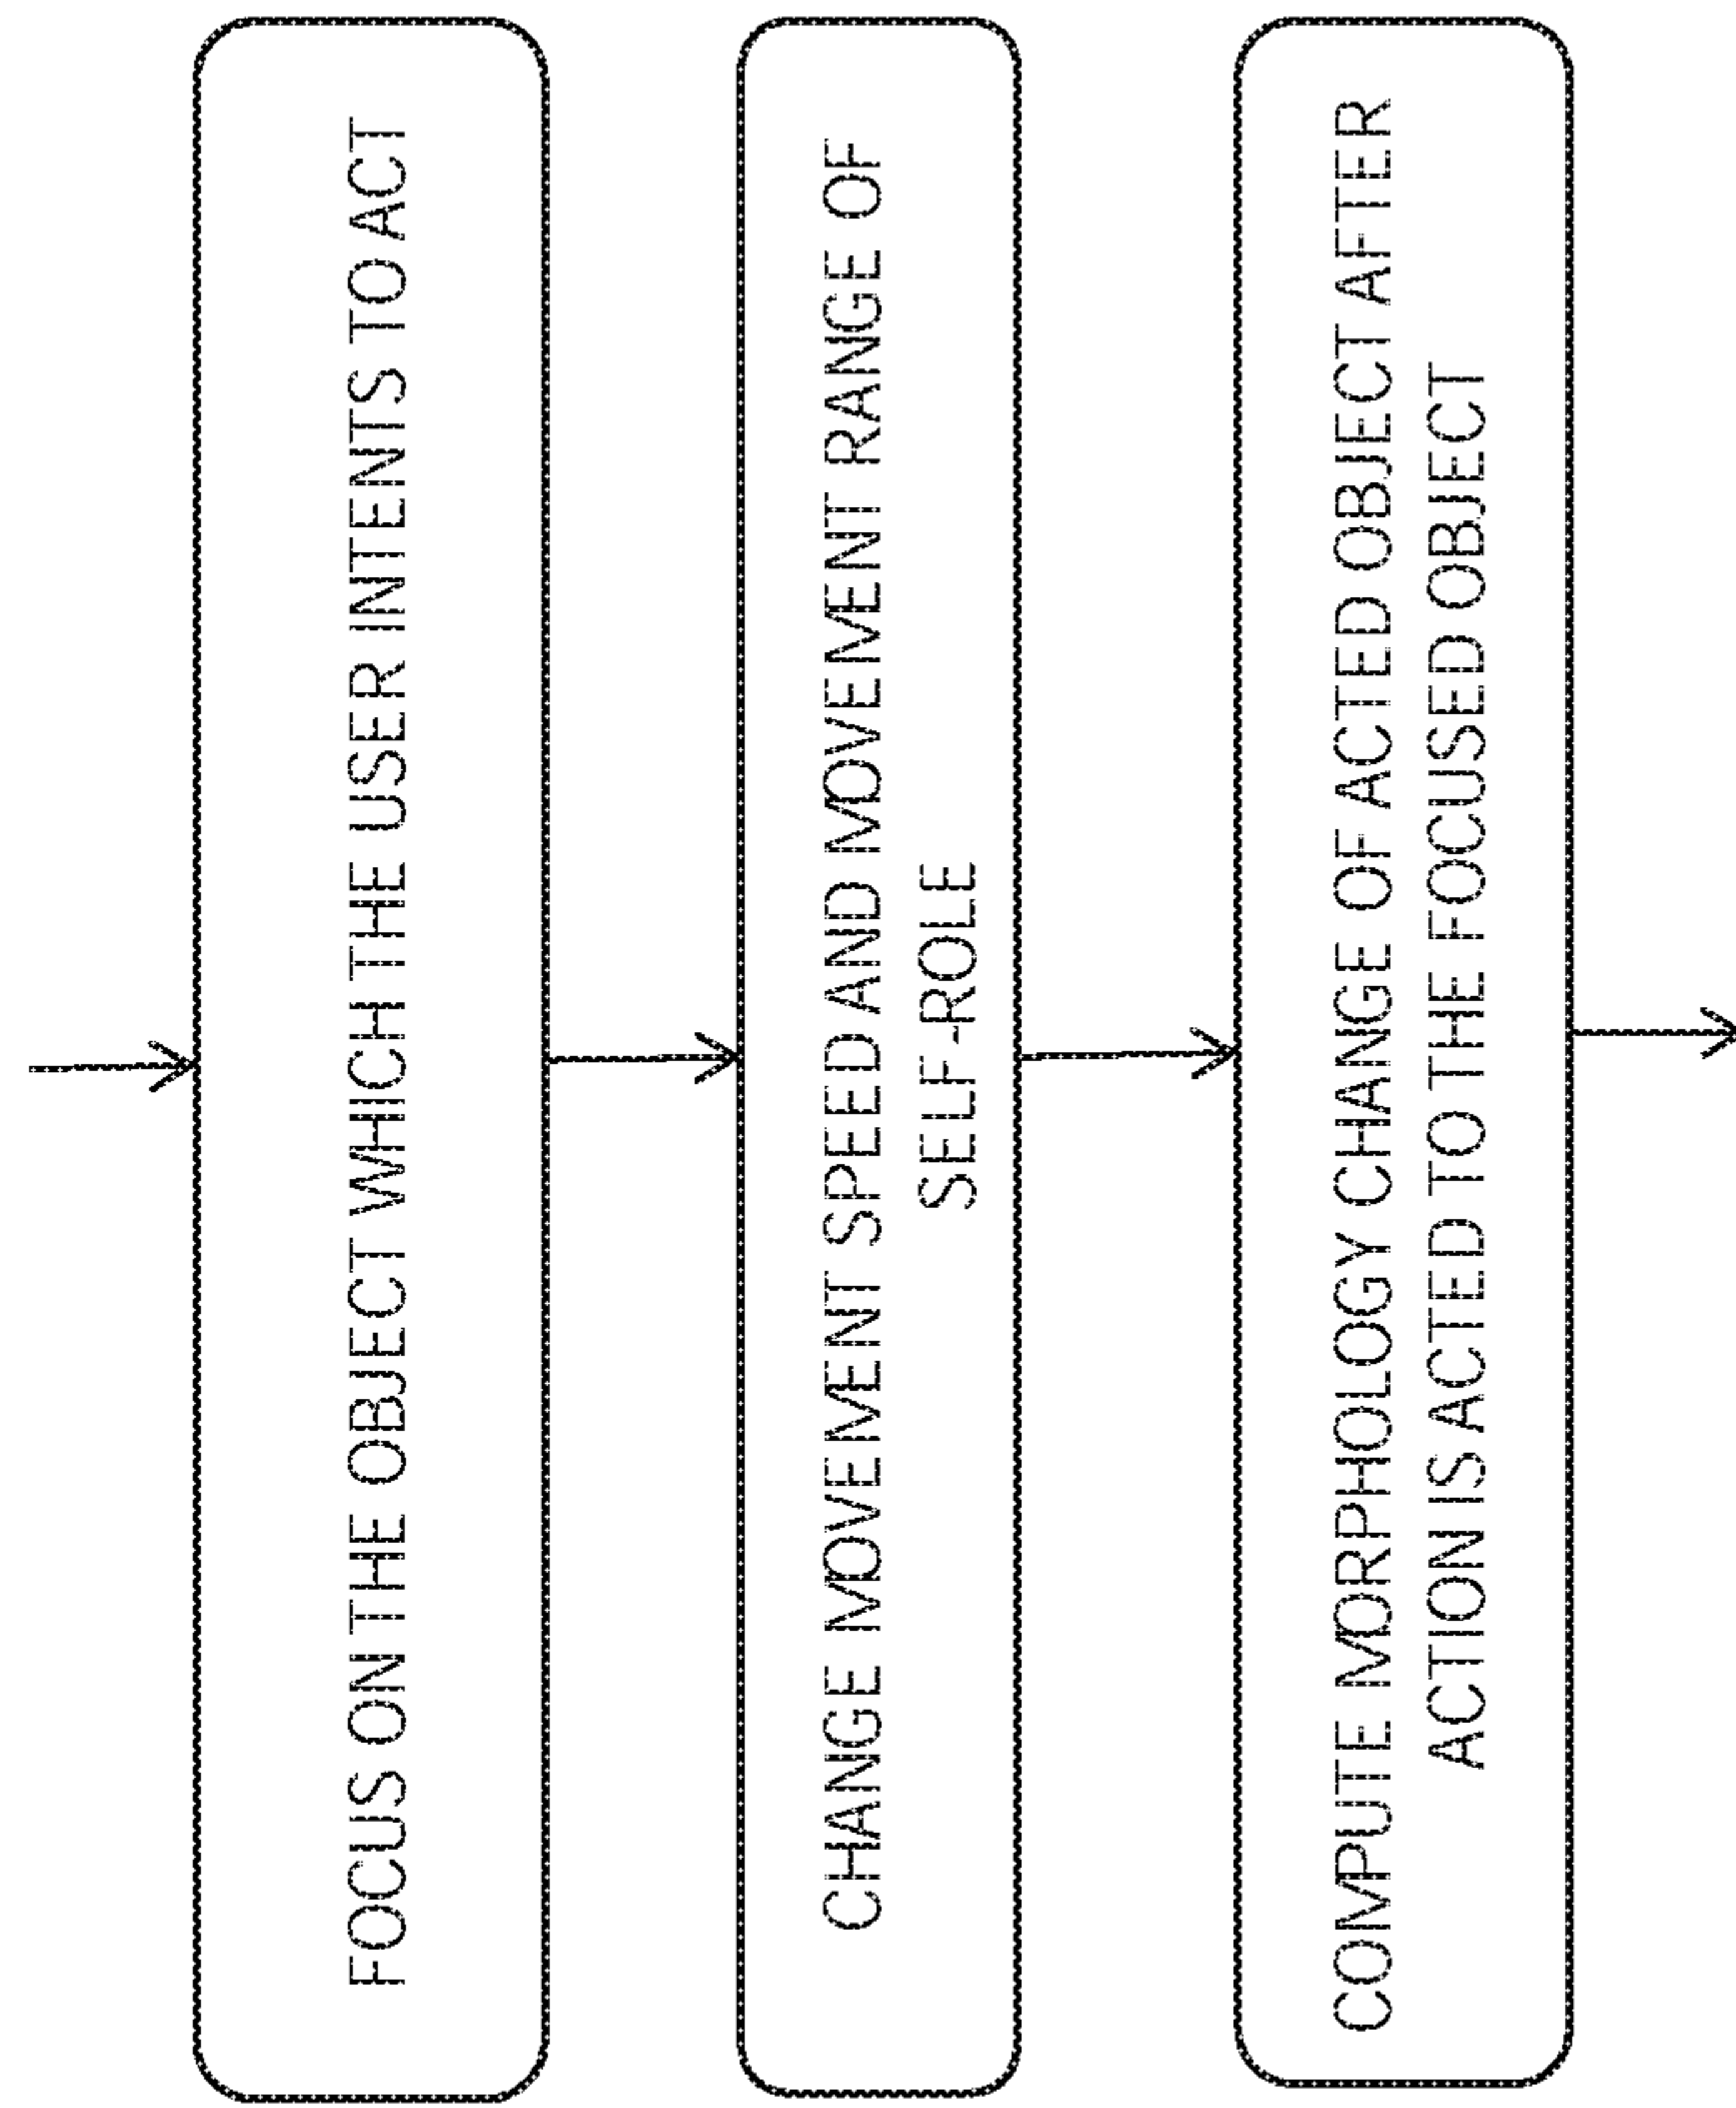 FOCUS ON THE OBJECT WHICH THE USER INTENTS TO ACT
CHANGE MOVEMENT SPEED AND MOVEMENT RANGE OF
SELF-ROLE
COMPUTE MORPHOLOGY CHANGE OF ACTED OBJECT AFTER
ACTION IS ACTED TO THE FOCUSED OBJECT